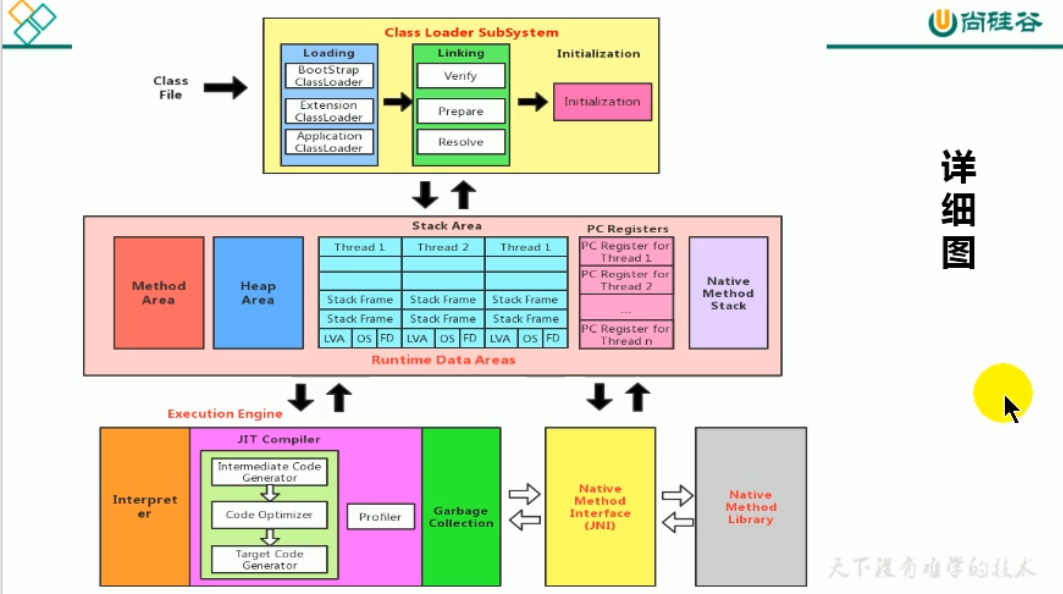 尚硅谷
Class Loader SubSystem
Class
File
Loading
BootStrap
ClassLoader
Extension
ClassLoader
Application
ClassLoader
Linking
Verify
Prepare
Resolve
Initialization
Initialization
详
细
图
Method
Area
Heap
Area
Stack Area
Thread 1
Thread 2
Thread 1
Stack Frame
Stack Frame
Stack Frame
Stack Frame
Stack Frame
Stack Frame
LVA
OS
FD
LVA
OS
FD
LVA
OS
FD
PC Registers
PC Register for
Thread 1
PC Register for
Thread 2
...
PC Register for
Thread n
Native
Method
Stack
Runtime Data Areas
Execution Engine
Interpret
er
JIT Compiler
Intermediate Code
Generator
Code Optimizer
Target Code
Generator
Profiler
Garbage
Collection
Native
Method
Interface
(JNI)
Native
Method
Library
天下没有难学的技术